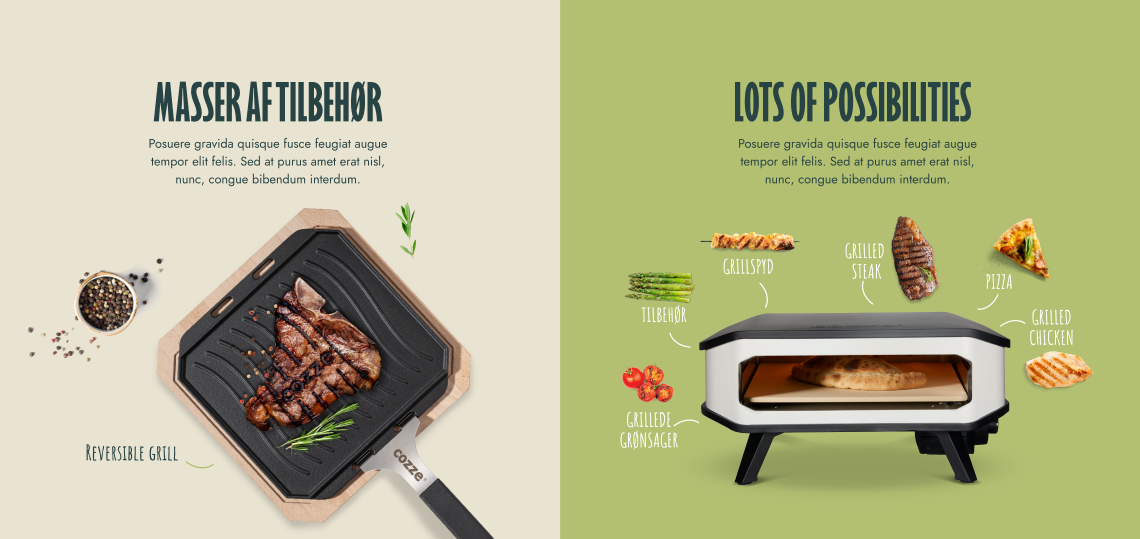 MASSER AF TILBEHØR
Posuere gravida quisque fusce feugiat augue
tempor elit felis. Sed at purus amet erat nisl,
nunc, congue bibendum interdum.
REVERSIBLE GRILL
cozze
LOTS OF POSSIBILITIES
Posuere gravida quisque fusce feugiat augue
tempor elit felis. Sed at purus amet erat nisl,
nunc, congue bibendum interdum.
GRILLSPYD
GRILLED
STEAK
PIZZA
TILBEHØR
GRILLED
CHICKEN
GRILLEDE
GRØNSAGER